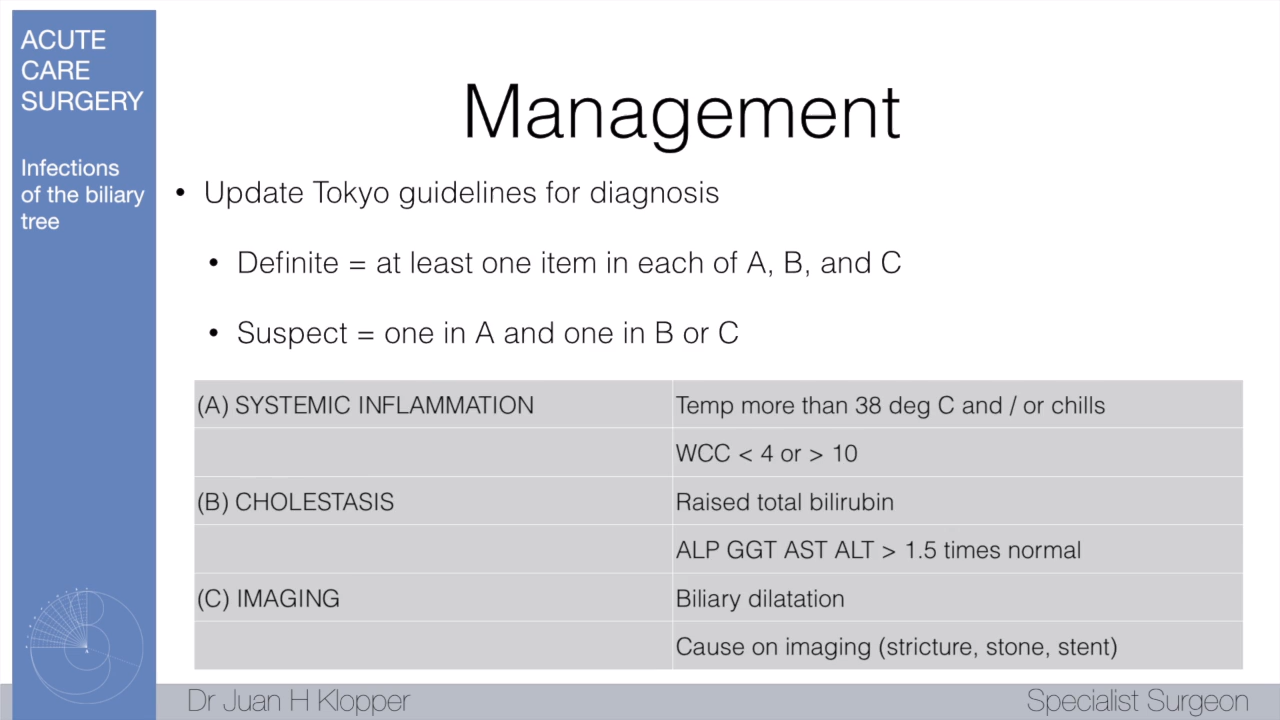 ACUTE
CARE
SURGERY
Infections
of the biliary
tree
Management
• Update Tokyo guidelines for diagnosis
• Definite = at least one item in each of A, B, and C
• Suspect = one in A and one in B or C
(A) SYSTEMIC INFLAMMATION Temp more than 38 deg C and / or chills
WCC < 4 or > 10
(B) CHOLESTASIS Raised total bilirubin
ALP GGT AST ALT > 1.5 times normal
(C) IMAGING Biliary dilatation
Cause on imaging (stricture, stone, stent)
Dr Juan H Klopper Specialist Surgeon